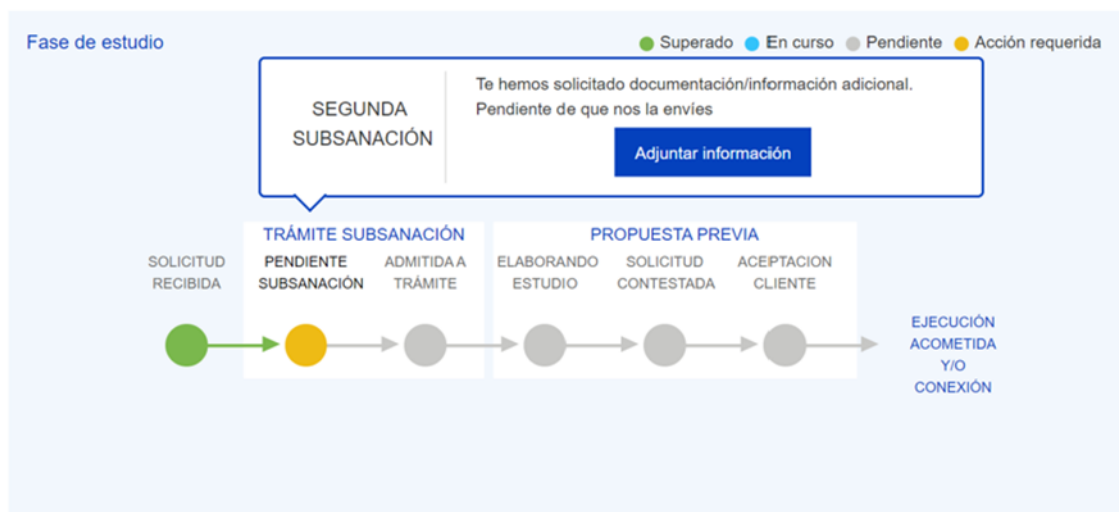 Fase de estudio
Superado En curso Pendiente Acción requerida
SEGUNDA
SUBSANACIÓN
Te hemos solicitado documentación/información adicional.
Pendiente de que nos la envíes
Adjuntar información
TRÁMITE SUBSANACIÓN
PROPUESTA PREVIA
SOLICITUD
RECIBIDA
PENDIENTE
SUBSANACIÓN
ADMITIDA A
TRÁMITE
ELABORANDO
ESTUDIO
SOLICITUD
CONTESTADA
ACEPTACION
CLIENTE
EJECUCIÓN
ACOMETIDA
Y/O
CONEXIÓN